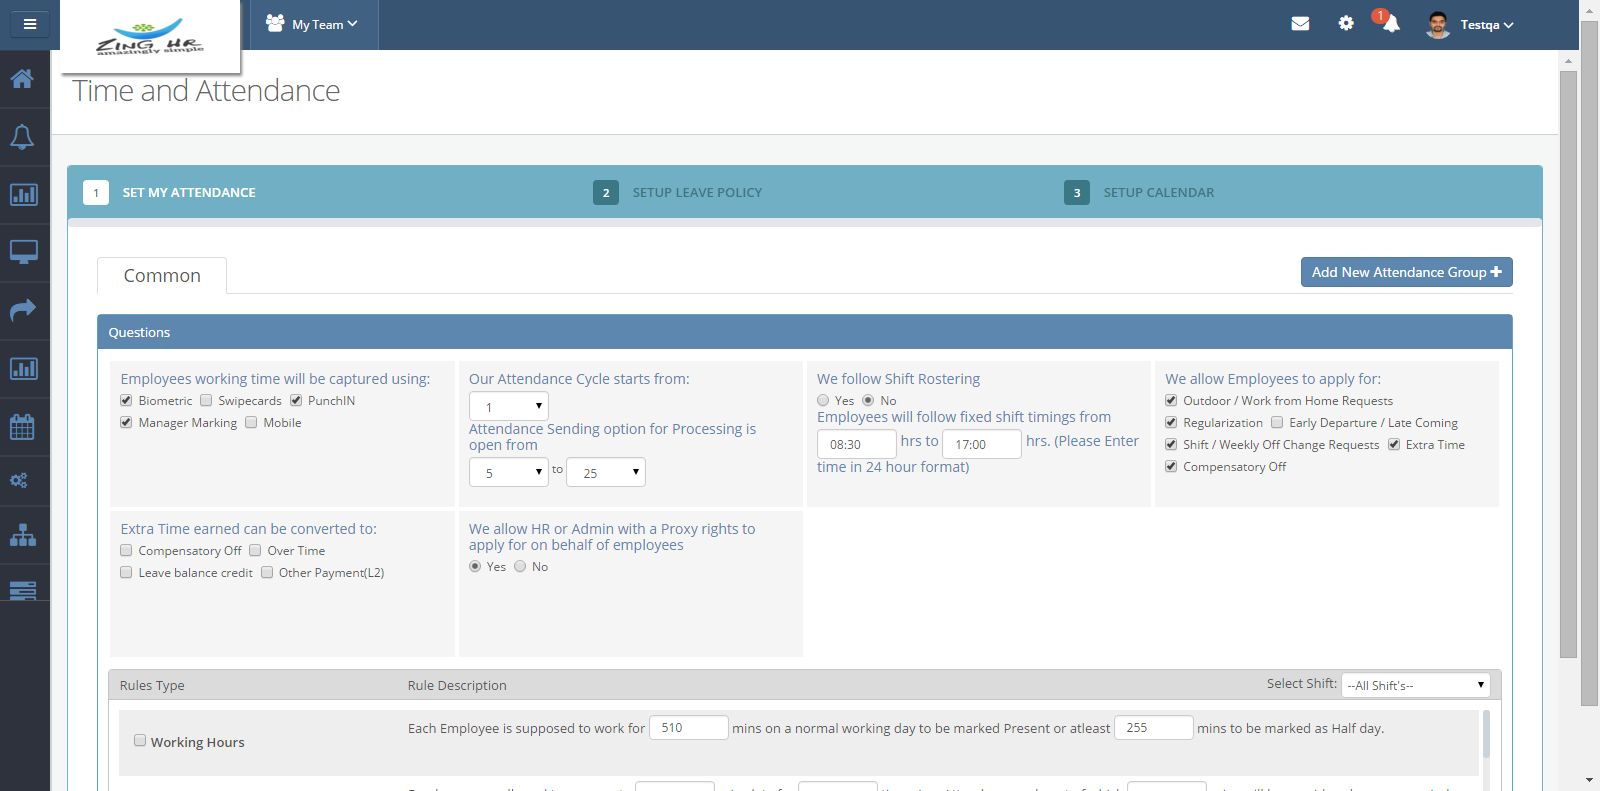 ZING HR
amazingly simple
My Team
1
Testqa
Time and Attendance
1 SET MY ATTENDANCE
2 SETUP LEAVE POLICY
3 SETUP CALENDAR
Common
Add New Attendance Group
Questions
Employees working time will be captured using:
Biometric Swipecards PunchIN
Manager Marking Mobile
Our Attendance Cycle starts from:
1
Attendance Sending option for Processing is
open from
5 to 25
We follow Shift Rostering
Yes No
Employees will follow fixed shift timings from
08:30 hrs to 17:00 hrs. (Please Enter
time in 24 hour format)
We allow Employees to apply for:
Outdoor / Work from Home Requests
Regularization Early Departure / Late Coming
Shift / Weekly Off Change Requests Extra Time
Compensatory Off
Extra Time earned can be converted to:
Compensatory Off Over Time
Leave balance credit Other Payment(L2)
We allow HR or Admin with a Proxy rights to
apply for on behalf of employees
Yes No
Rules Type Rule Description Select Shift: --All Shift's--
Working Hours
Each Employee is supposed to work for 510 mins on a normal working day to be marked Present or atleast 255 mins to be marked as Half day.